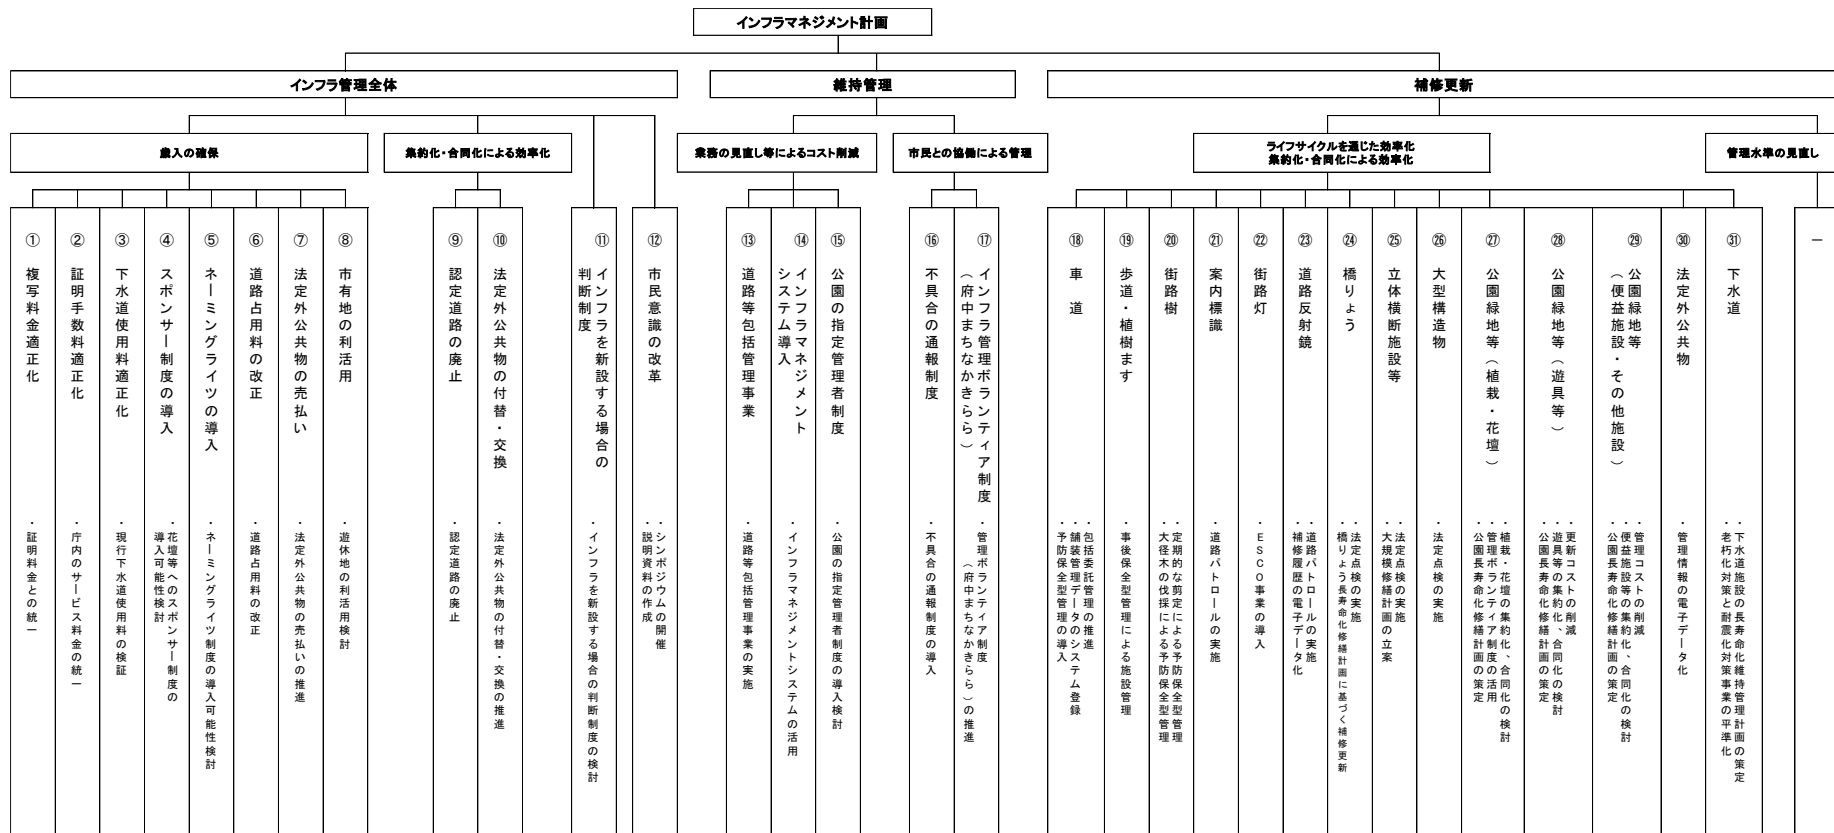 インフラマネジメント計画
インフラ管理全体
維持管理
補修更新
歳入の確保
集約化・合同化による効率化
業務の見直し等によるコスト削減
市民との協働による管理
ライフサイクルを通じた効率化
集約化・合同化による効率化
管理水準の見直し
①
複写料金適正化
・証明料金との統一
②
証明手数料適正化
・庁内のサービス料金の統一
③
下水道使用料適正化
・現行下水道使用料の検証
④
スポンサー制度の導入
・花壇等へのスポンサー制度の
導入可能性検討
⑤
ネーミングライツの導入
・ネーミングライツ制度の導入可能性検討
⑥
道路占用料の改正
・道路占用料の改正
⑦
法定外公共物の売払い
・法定外公共物の売払いの推進
⑧
市有地の利活用
・遊休地の利活用検討
⑨
認定道路の廃止
・認定道路の廃止
⑩
法定外公共物の付替・交換
・法定外公共物の付替・交換の推進
⑪
インフラを新設する場合の
判断制度
・インフラを新設する場合の判断制度の検討
⑫
市民意識の改革
・シンポジウムの開催
・説明資料の作成
⑬
道路等包括管理事業
・道路等包括管理事業の実施
⑭
インフラマネジメント
システム導入
・インフラマネジメントシステムの活用
⑮
公園の指定管理者制度
・公園の指定管理者制度の導入検討
⑯
不具合の通報制度
・不具合の通報制度の導入
⑰
インフラ管理ボランティア制度
（府中まちなかきらら）
・管理ボランティア制度
（府中まちなかきらら）の推進
⑱
車道
・包括委託管理の推進
・舗装管理データのシステム登録
・予防保全型管理の導入
⑲
歩道・植樹ます
・事後保全型管理による施設管理
⑳
街路樹
・定期的な剪定による予防保全型管理
・大径木の伐採による予防保全型管理
㉑
案内標識
・道路パトロールの実施
㉒
街路灯
・ESCO事業の導入
㉓
道路反射鏡
・道路パトロールの実施
・補修履歴の電子データ化
㉔
橋りょう
・法定点検の実施
・橋りょう長寿命化修繕計画に基づく補修更新
㉕
立体横断施設等
・法定点検の実施
・大規模修繕計画の立案
㉖
大型構造物
・法定点検の実施
㉗
公園緑地等（植栽・花壇）
・植栽・花壇の集約化、合同化の検討
・管理ボランティア制度の活用
・公園長寿命化修繕計画の策定
㉘
公園緑地等（遊具等）
・更新コストの削減
・遊具等の集約化、合同化の検討
・公園長寿命化修繕計画の策定
㉙
公園緑地等
（便益施設・その他施設）
・管理コストの削減
・便益施設等の集約化、合同化の検討
・公園長寿命化修繕計画の策定
㉚
法定外公共物
・管理情報の電子データ化
㉛
下水道
・下水道施設の長寿命化維持管理計画の策定
・老朽化対策と耐震化対策事業の平準化
―